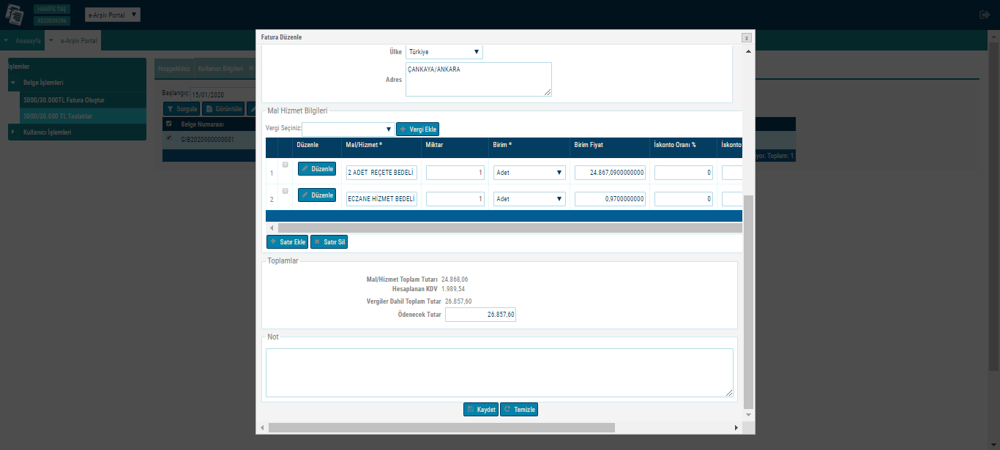 HANİFE TAŞ
8520039286
e-Arşiv Portal
Anasayfa
e-Arşiv Portal
İşlemler
Belge İşlemleri
5000/30.000TL Fatura Oluştur
5000/30.000 TL Taslaklar
Kullanıcı İşlemleri
Hoşgeldiniz
Kullanıcı Bilgileri
Başlangıç:
15/01/2020
Sorgula
Görüntüle
Belge Numarası
GIB2020000000001
yor. Toplam: 1
Fatura Düzenle
x
Ülke
Türkiye
Adres
ÇANKAYA/ANKARA
Mal Hizmet Bilgileri
Vergi Seçiniz:
Vergi Ekle
Düzenle Mal/Hizmet * Miktar Birim * Birim Fiyat İskonto Oranı % İskonto
1 Düzenle 2 ADET REÇETE BEDELİ 1 Adet 24.867,0900000000 0
2 Düzenle ECZANE HİZMET BEDELİ 1 Adet 0,9700000000 0
Satır Ekle Satır Sil
Toplamlar
Mal/Hizmet Toplam Tutarı 24.868,06
Hesaplanan KDV 1.989,54
Vergiler Dahil Toplam Tutar 26.857,60
Ödenecek Tutar 26.857,60
Not
Kaydet Temizle